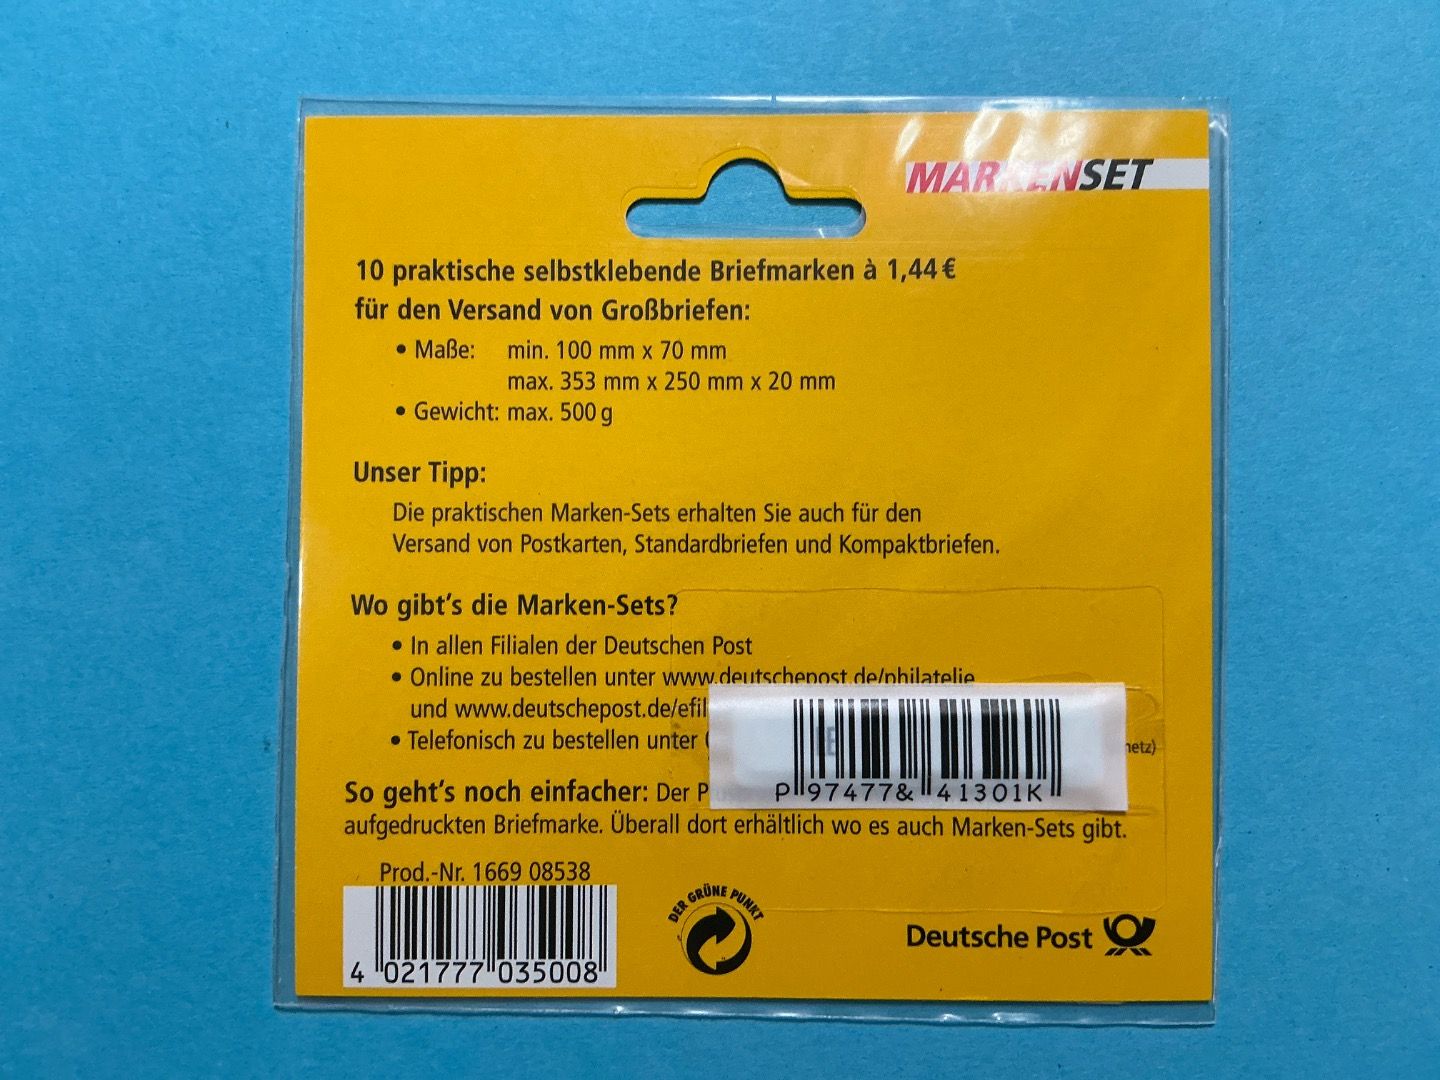 MARKENSET
10 praktische selbstklebende Briefmarken à 1,44 €
für den Versand von Großbriefen:
• Maße: min. 100 mm x 70 mm
max. 353 mm x 250 mm x 20 mm
• Gewicht: max. 500 g
Unser Tipp:
Die praktischen Marken-Sets erhalten Sie auch für den
Versand von Postkarten, Standardbriefen und Kompaktbriefen.
Wo gibt's die Marken-Sets?
• In allen Filialen der Deutschen Post
• Online zu bestellen unter www.deutschepost.de/philatelie
und www.deutschepost.de/efil
• Telefonisch zu bestellen unter
P 97477& 41301K
So geht's noch einfacher: Der
aufgedruckten Briefmarke. Überall dort erhältlich wo es auch Marken-Sets gibt.
Prod.-Nr. 1669 08538
4 021777 035008
DER GRÜNE PUNKT
Deutsche Post